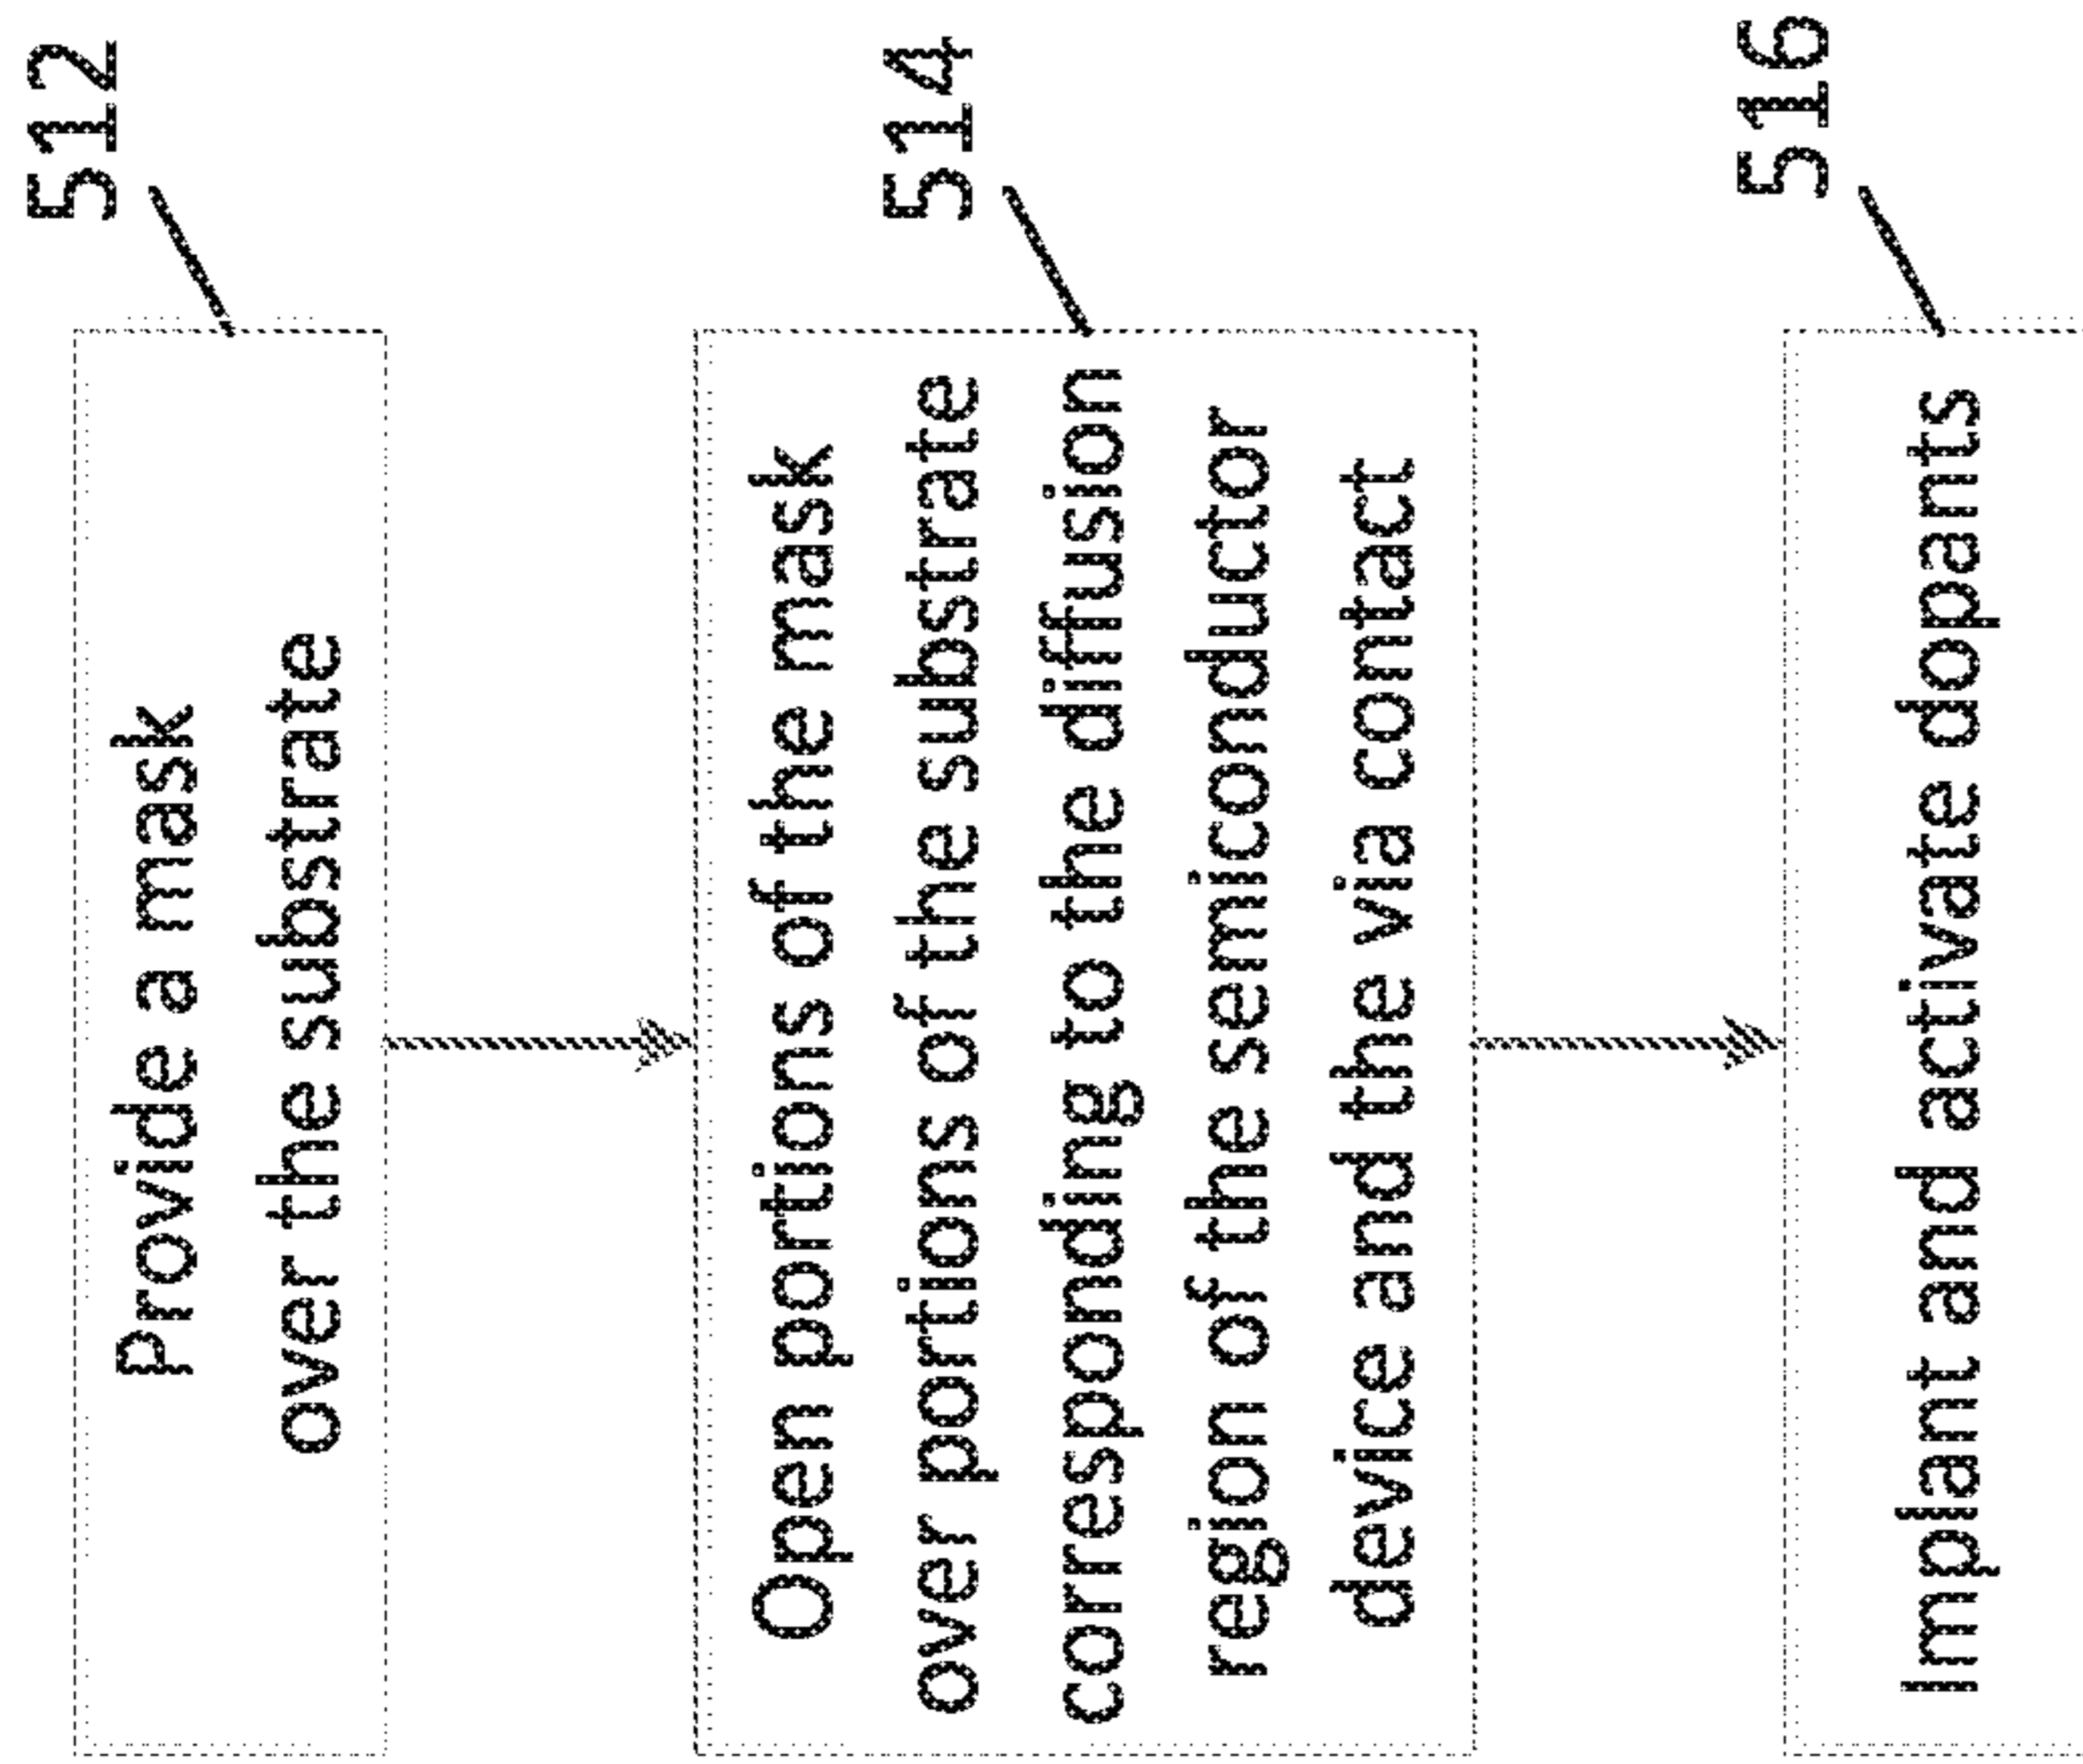 512
Provide a mask
over the substrate
514
Open portions of the mask
over portions of the substrate
corresponding to the diffusion
region of the semiconductor
device and the via contact
516
Implant and activate dopants